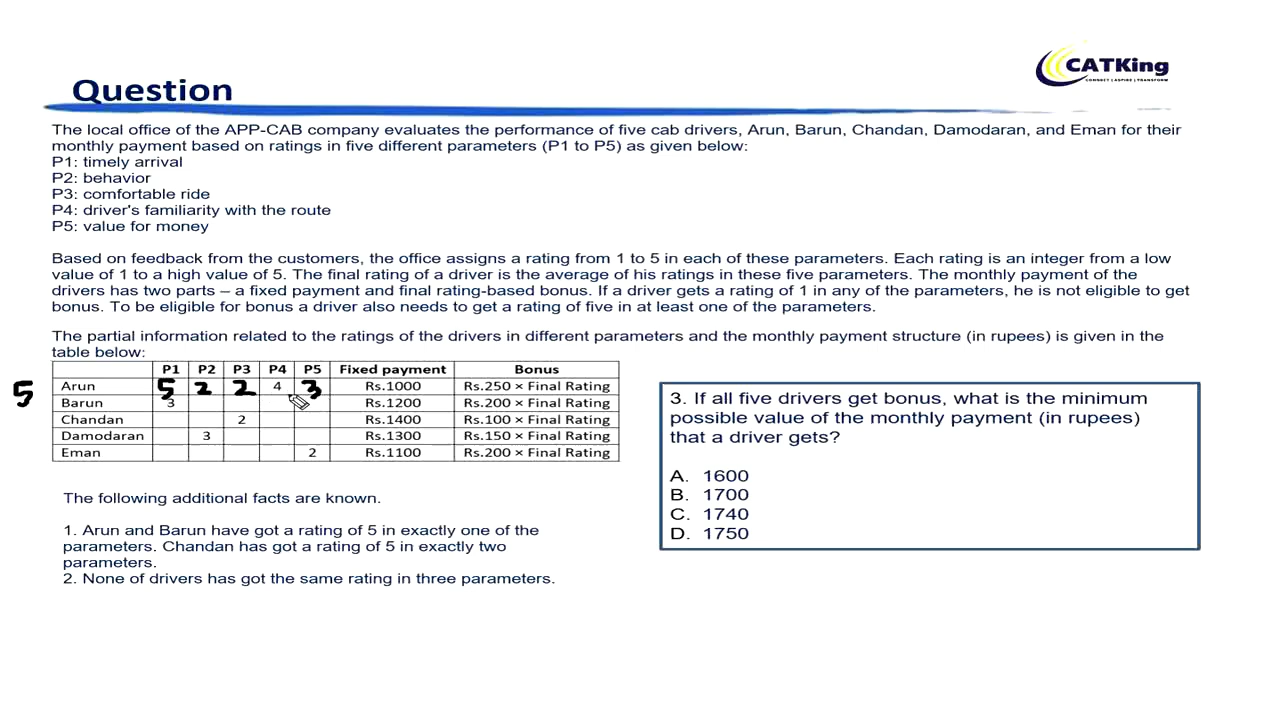 CATKing
CONNECT | ASPIRE | TRANSFORM
Question
The local office of the APP-CAB company evaluates the performance of five cab drivers, Arun, Barun, Chandan, Damodaran, and Eman for their
monthly payment based on ratings in five different parameters (P1 to P5) as given below:
P1: timely arrival
P2: behavior
P3: comfortable ride
P4: driver's familiarity with the route
P5: value for money
Based on feedback from the customers, the office assigns a rating from 1 to 5 in each of these parameters. Each rating is an integer from a low
value of 1 to a high value of 5. The final rating of a driver is the average of his ratings in these five parameters. The monthly payment of the
drivers has two parts – a fixed payment and final rating-based bonus. If a driver gets a rating of 1 in any of the parameters, he is not eligible to get
bonus. To be eligible for bonus a driver also needs to get a rating of five in at least one of the parameters.
The partial information related to the ratings of the drivers in different parameters and the monthly payment structure (in rupees) is given in the
table below:
P1 P2 P3 P4 P5 Fixed payment Bonus
5 Arun 5 2 2 4 3 Rs.1000 Rs.250 × Final Rating
Barun 3 Rs.1200 Rs.200 × Final Rating
Chandan 2 Rs.1400 Rs.100 × Final Rating
Damodaran 3 Rs.1300 Rs.150 × Final Rating
Eman 2 Rs.1100 Rs.200 × Final Rating
The following additional facts are known.
1. Arun and Barun have got a rating of 5 in exactly one of the
parameters. Chandan has got a rating of 5 in exactly two
parameters.
2. None of drivers has got the same rating in three parameters.
3. If all five drivers get bonus, what is the minimum
possible value of the monthly payment (in rupees)
that a driver gets?
A. 1600
B. 1700
C. 1740
D. 1750